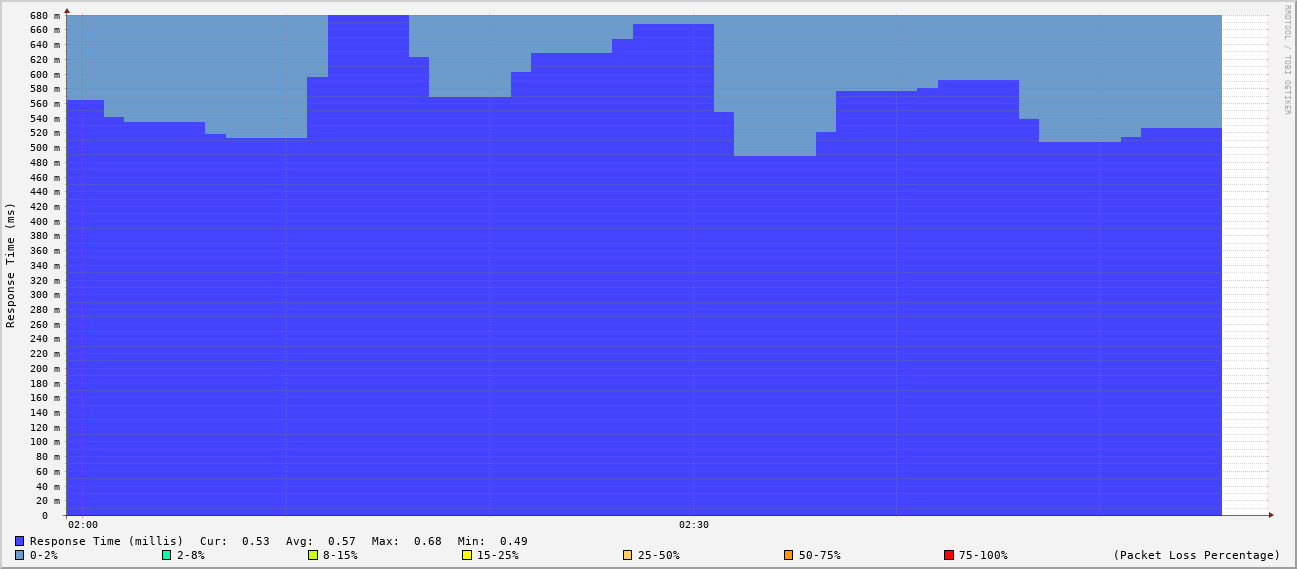 680 m
660 m
640 m
620 m
600 m
580 m
560 m
540 m
520 m
500 m
480 m
460 m
440 m
420 m
400 m
380 m
360 m
340 m
320 m
300 m
280 m
260 m
240 m
220 m
200 m
180 m
160 m
140 m
120 m
100 m
80 m
60 m
40 m
20 m
0
Response Time (ms)
RRDTOOL / TOBI OETIKER
02:00 02:30
Response Time (millis) Cur: 0.53 Avg: 0.57 Max: 0.68 Min: 0.49
0-2% 2-8% 8-15% 15-25% 25-50% 50-75% 75-100% (Packet Loss Percentage)